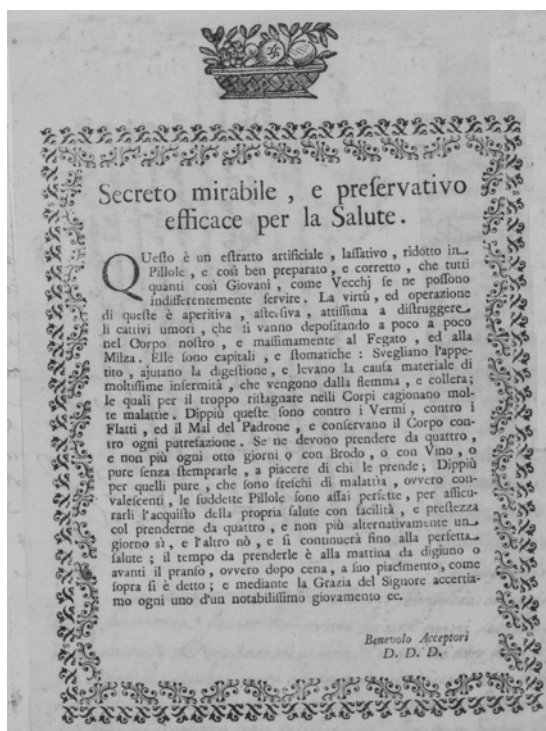 Secreto mirabile , e preſervativo
efficace per la Salute .
QUeſto è un eſtratto artificiale , laſſativo , ridotto in
Pillole , e così ben preparato , e corretto , che tutti
quanti così Giovani , come Vecchj ſe ne poſſono
indifferentemente ſervire . La virtù , ed operazione
di queſte è aperitiva , aſterſiva , attiſſima a diſtruggere
li cattivi umori , che ſi vanno depoſitando a poco a poco
nel Corpo noſtro , e maſſimamente al Fegato , ed alla
Milza . Elle ſono capitali , e ſtomatiche : Svegliano l'appe-
tito , ajutano la digeſtione , e levano la cauſa materiale di
moltiſſime infermità , che vengono dalla flemma , e collera ;
le quali per il troppo riſtagnare nelli Corpi cagionano mol-
te malattie . Dippiù queſte ſono contro i Vermi , contro i
Flatti , ed il Mal del Padrone , e conſervano il Corpo con-
tro ogni putrefazione . Se ne devono prendere da quattro ,
e non più ogni otto giorni o con Brodo , o con Vino , o
pure ſenza ſtemprarle , a piacere di chi le prende ; Dippiù
per quelli pure , che ſono freſchi di malattia , ovvero con-
valeſcenti , le ſuddette Pillole ſono aſſai perfette , per aſſicu-
rarli l'acquiſto della propria ſalute con facilità , e preſtezza
col prenderne da quattro , e non più alternativamente un
giorno sì , e l'altro nò , e ſi continuerà fino alla perfetta
ſalute ; il tempo da prenderle è alla mattina da digiuno o
avanti il pranſo , ovvero dopo cena , a ſuo piacimento , come
ſopra ſi è detto ; e mediante la Grazia del Signore accertia-
mo ogni uno d'un notabiliſſimo giovamento ec.
Benevolo Acceptori
D. D. D.